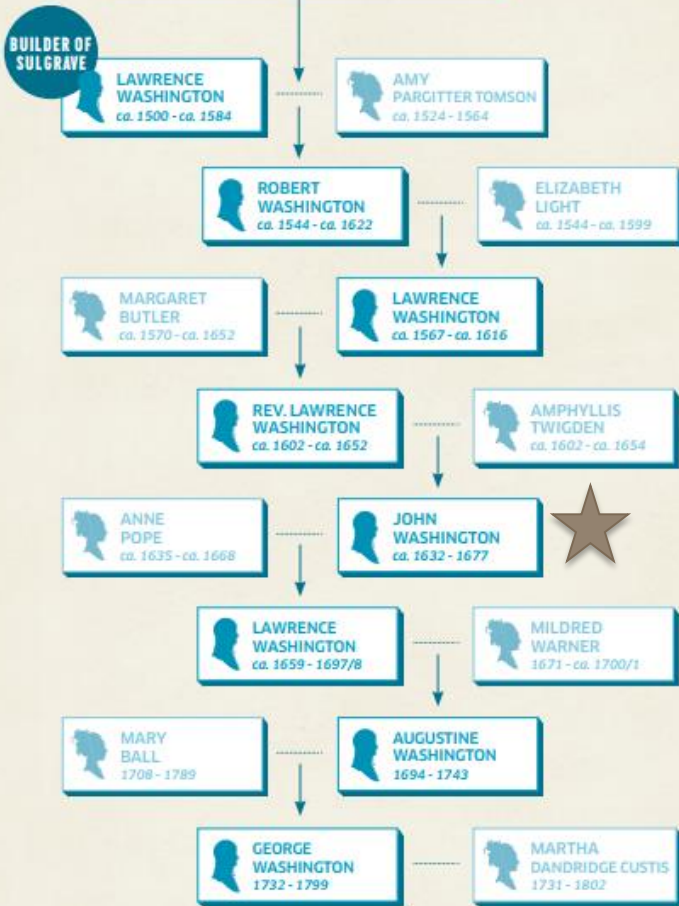 BUILDER OF
SULGRAVE
LAWRENCE
WASHINGTON
ca. 1500 - ca. 1584
AMY
PARGITTER TOMSON
ca. 1524 - 1564
ROBERT
WASHINGTON
ca. 1544 - ca. 1622
ELIZABETH
LIGHT
ca. 1544 - ca. 1599
MARGARET
BUTLER
ca. 1570 - ca. 1652
LAWRENCE
WASHINGTON
ca. 1567 - ca. 1616
REV. LAWRENCE
WASHINGTON
ca. 1602 - ca. 1652
AMPHYLLIS
TWIGDEN
ca. 1602 - ca. 1654
ANNE
POPE
ca. 1635 - ca. 1668
JOHN
WASHINGTON
ca. 1632 - 1677
LAWRENCE
WASHINGTON
ca. 1659 - 1697/8
MILDRED
WARNER
1671 - ca. 1700/1
MARY
BALL
1708 - 1789
AUGUSTINE
WASHINGTON
1694 - 1743
GEORGE
WASHINGTON
1732 - 1799
MARTHA
DANDRIDGE CUSTIS
1731 - 1802